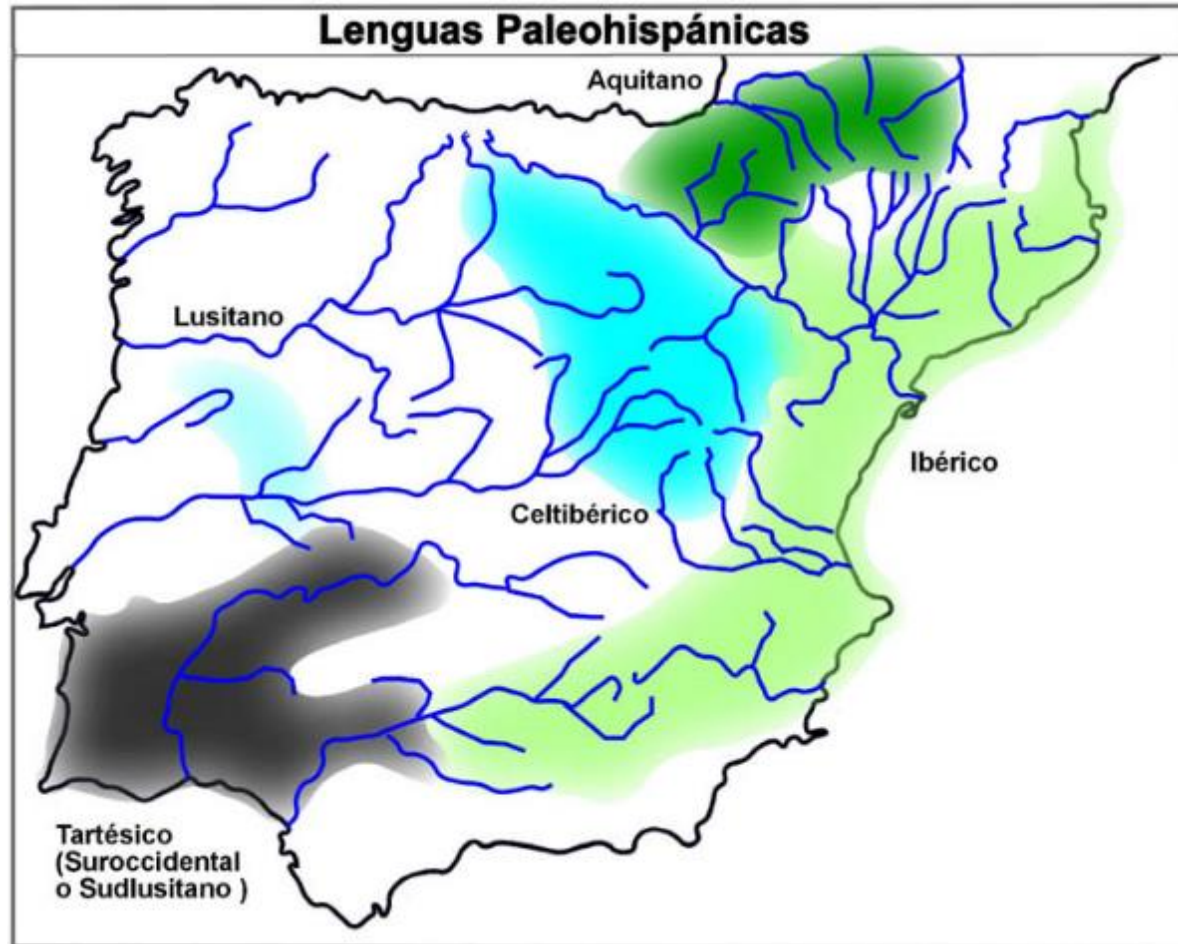 Lenguas Paleohispánicas
Aquitano
Lusitano
Ibérico
Celtibérico
Tartésico
(Suroccidental
o Sudlusitano )